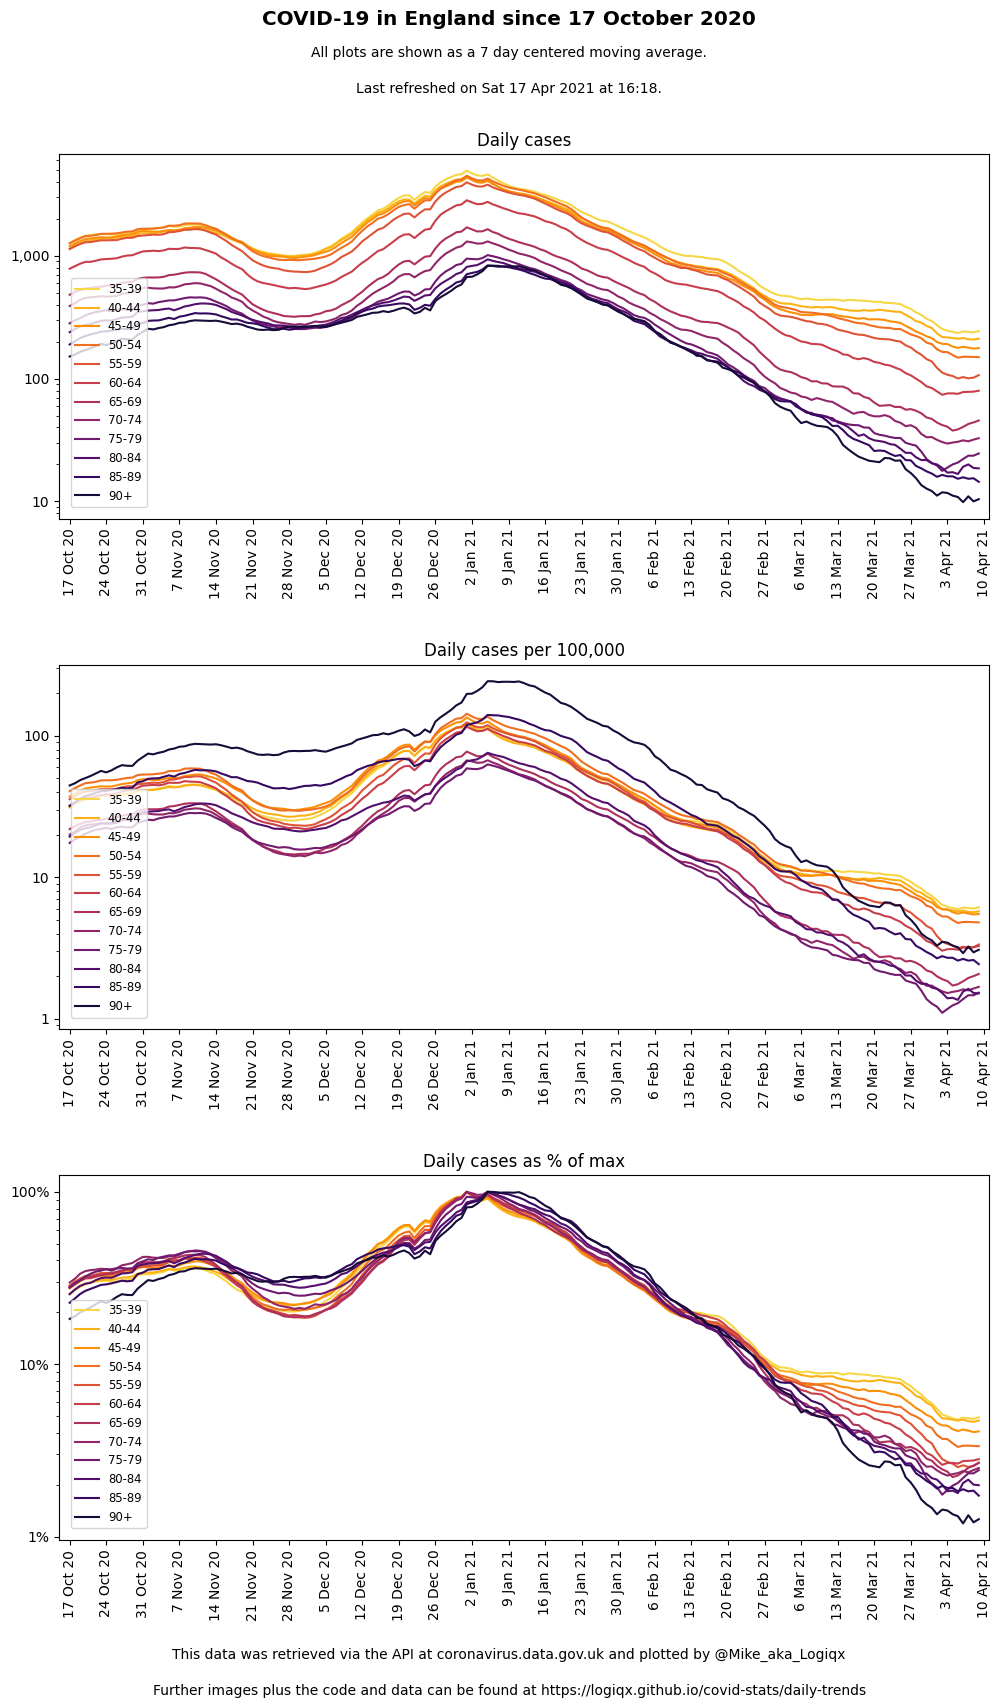 COVID-19 in England since 17 October 2020
All plots are shown as a 7 day centered moving average.
Last refreshed on Sat 17 Apr 2021 at 16:18.
Daily cases
1,000
100
10
35-39
40-44
45-49
50-54
55-59
60-64
65-69
70-74
75-79
80-84
85-89
90+
17 Oct 20
24 Oct 20
31 Oct 20
7 Nov 20
14 Nov 20
21 Nov 20
28 Nov 20
5 Dec 20
12 Dec 20
19 Dec 20
26 Dec 20
2 Jan 21
9 Jan 21
16 Jan 21
23 Jan 21
30 Jan 21
6 Feb 21
13 Feb 21
20 Feb 21
27 Feb 21
6 Mar 21
13 Mar 21
20 Mar 21
27 Mar 21
3 Apr 21
10 Apr 21
Daily cases per 100,000
100
10
1
35-39
40-44
45-49
50-54
55-59
60-64
65-69
70-74
75-79
80-84
85-89
90+
17 Oct 20
24 Oct 20
31 Oct 20
7 Nov 20
14 Nov 20
21 Nov 20
28 Nov 20
5 Dec 20
12 Dec 20
19 Dec 20
26 Dec 20
2 Jan 21
9 Jan 21
16 Jan 21
23 Jan 21
30 Jan 21
6 Feb 21
13 Feb 21
20 Feb 21
27 Feb 21
6 Mar 21
13 Mar 21
20 Mar 21
27 Mar 21
3 Apr 21
10 Apr 21
Daily cases as % of max
100%
10%
1%
35-39
40-44
45-49
50-54
55-59
60-64
65-69
70-74
75-79
80-84
85-89
90+
17 Oct 20
24 Oct 20
31 Oct 20
7 Nov 20
14 Nov 20
21 Nov 20
28 Nov 20
5 Dec 20
12 Dec 20
19 Dec 20
26 Dec 20
2 Jan 21
9 Jan 21
16 Jan 21
23 Jan 21
30 Jan 21
6 Feb 21
13 Feb 21
20 Feb 21
27 Feb 21
6 Mar 21
13 Mar 21
20 Mar 21
27 Mar 21
3 Apr 21
10 Apr 21
This data was retrieved via the API at coronavirus.data.gov.uk and plotted by @Mike_aka_Logiqx
Further images plus the code and data can be found at https://logiqx.github.io/covid-stats/daily-trends